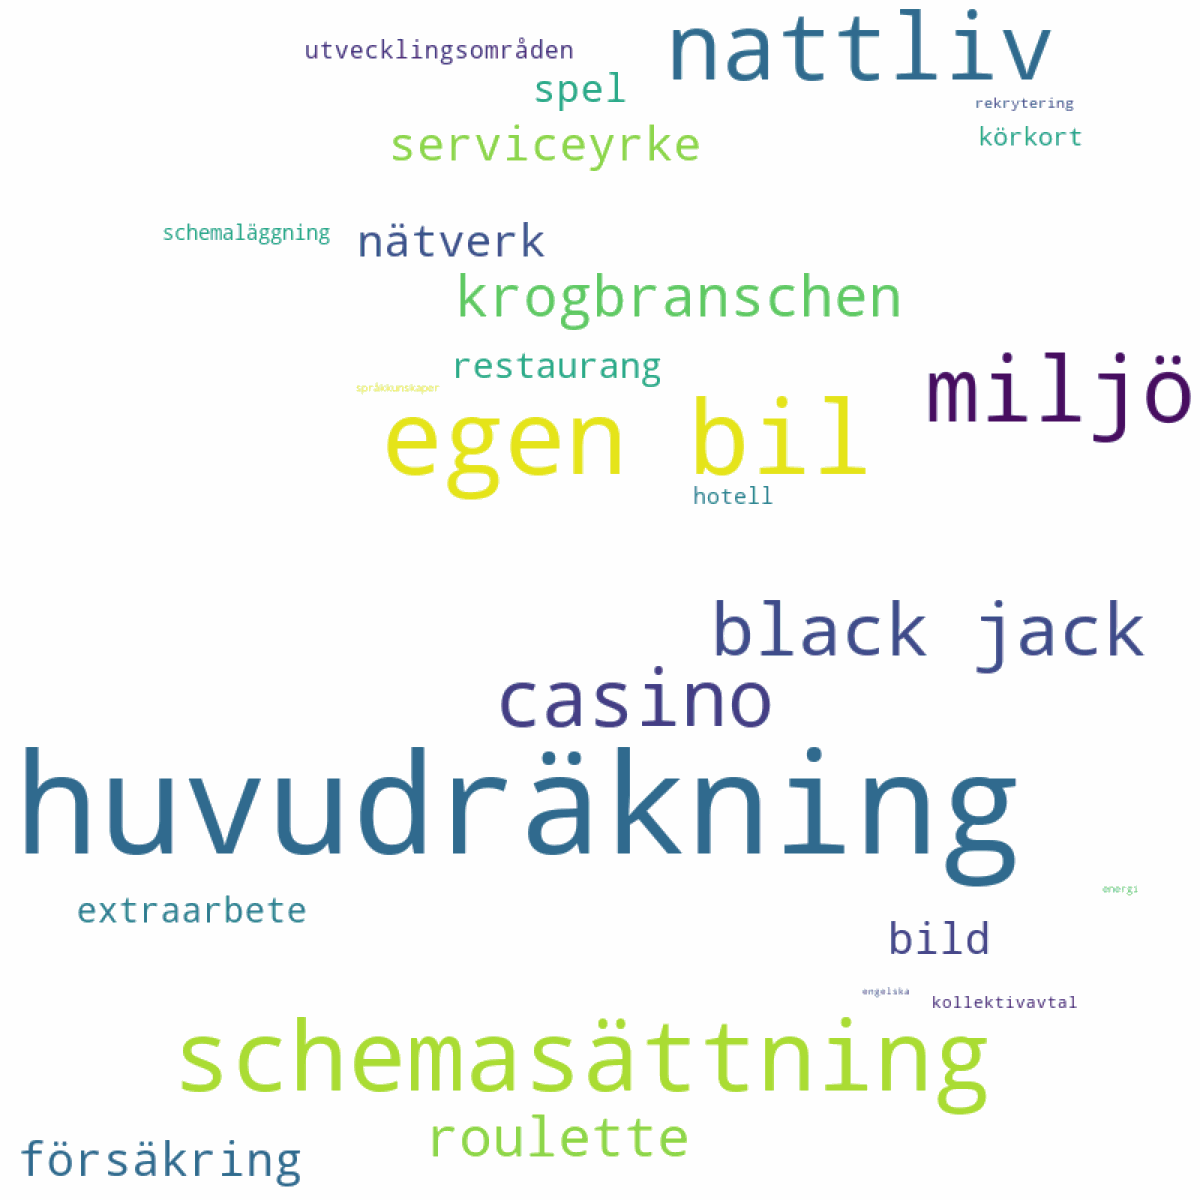 utvecklingsområden
nattliv
spel
rekrytering
serviceyrke
körkort
schemaläggning
nätverk
krogbranschen
restaurang
miljö
språkkunskaper
egen bil
hotell
black jack
casino
huvudräkning
energi
extraarbete
bild
engelska
kollektivavtal
schemasättning
roulette
försäkring